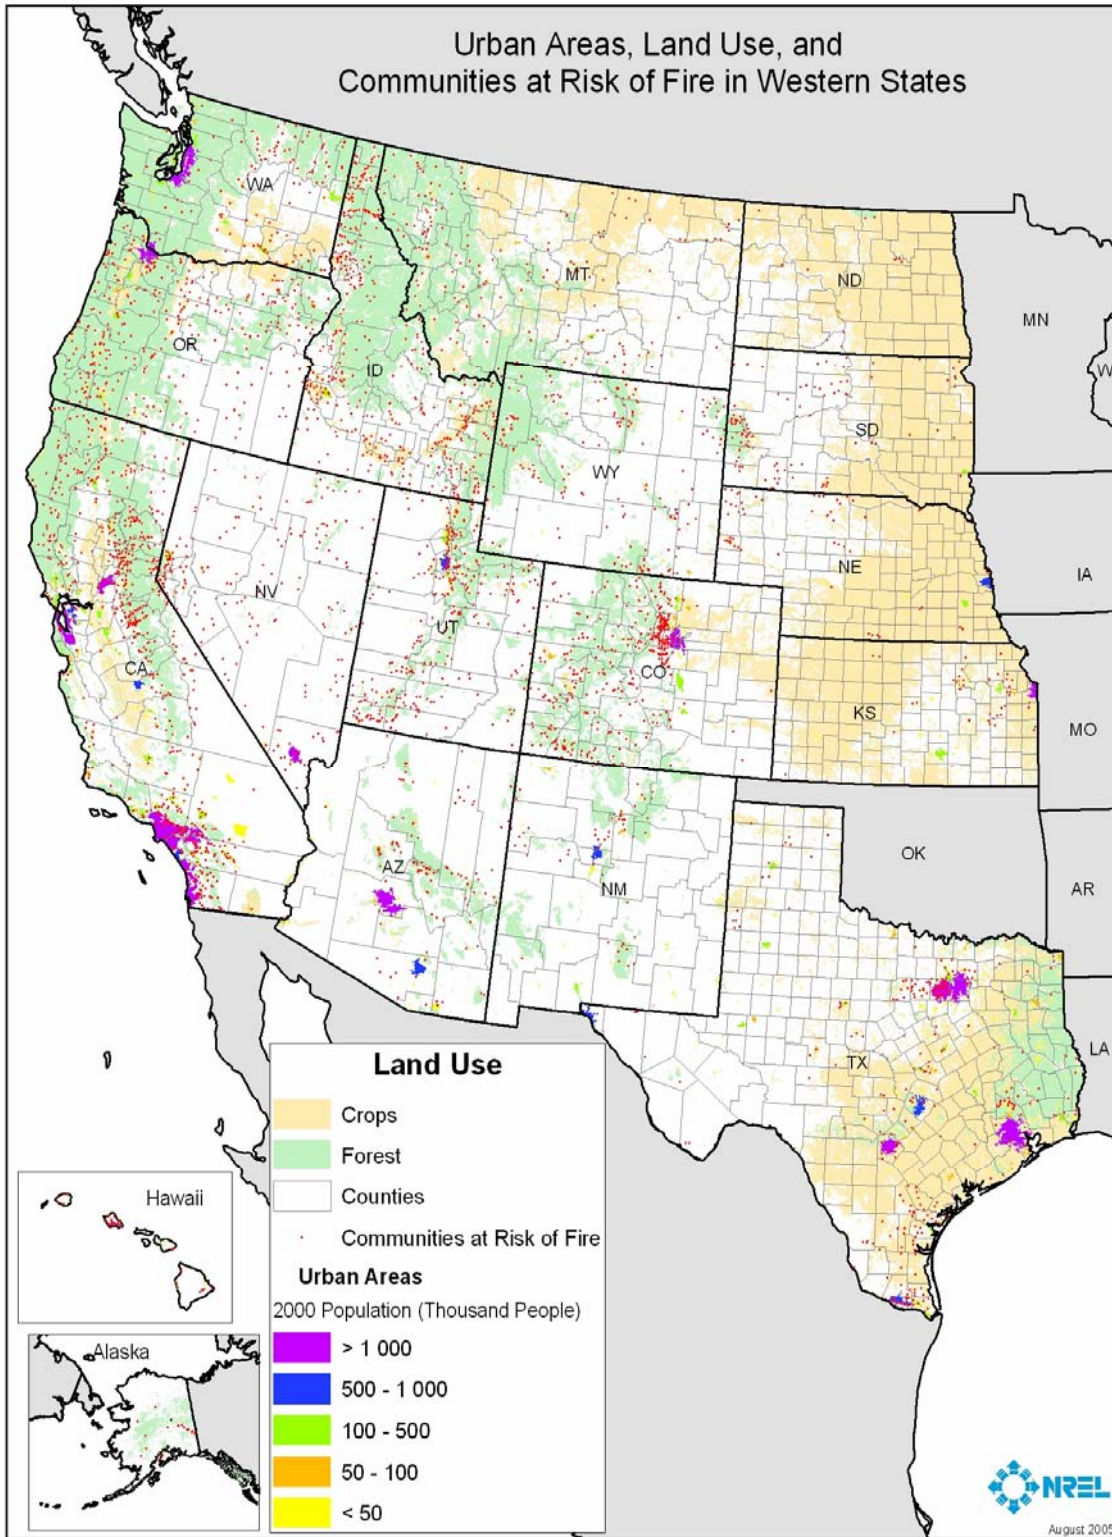 Urban Areas, Land Use, and
Communities at Risk of Fire in Western States
WA
MT
ND
MN
OR
ID
W
SD
WY
NV
NE
IA
UT
CA
CO
KS
MO
AZ
NM
OK
AR
TX
LA
Land Use
Crops
Forest
Counties
Communities at Risk of Fire
Urban Areas
2000 Population (Thousand People)
> 1 000
500 - 1 000
100 - 500
50 - 100
< 50
Hawaii
Alaska
NREL
August 2005